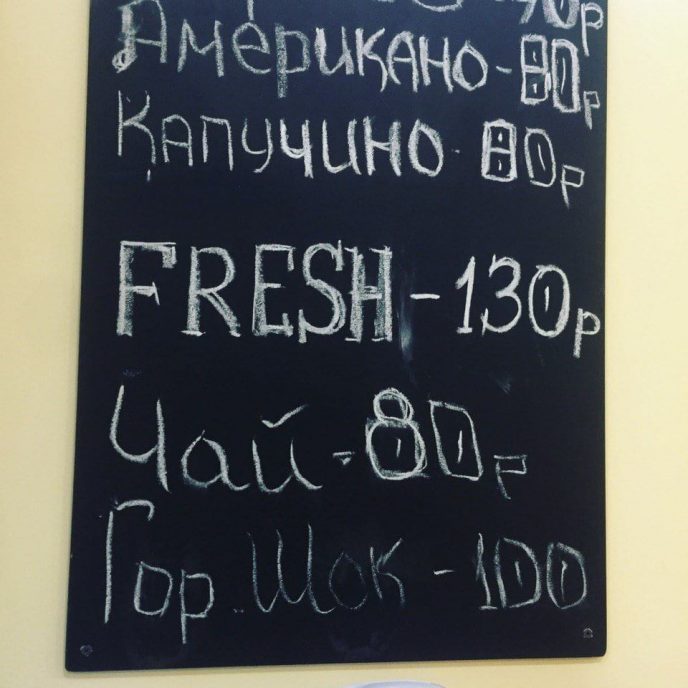 Американо-80р
Капучино-80р
FRESH-130р
Чай-80р
Гор.Шок-100